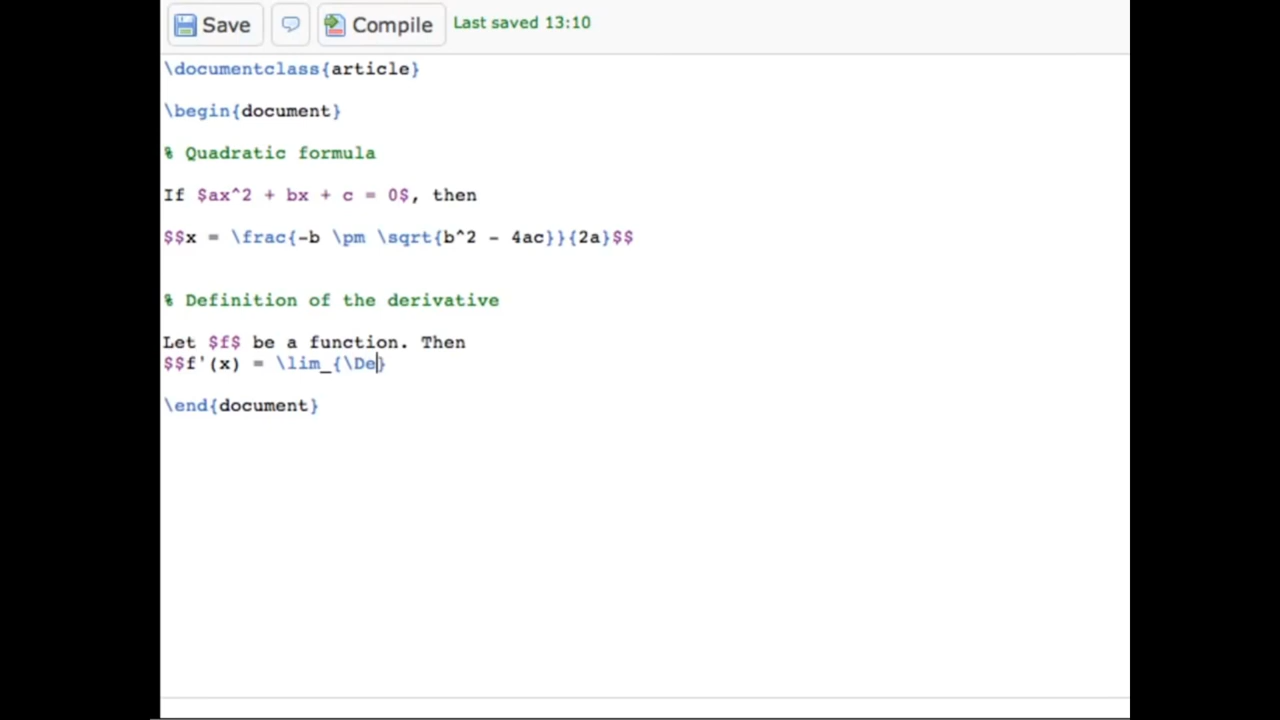 Save Compile Last saved 13:10
\documentclass{article}
\begin{document}
% Quadratic formula
If $ax^2 + bx + c = 0$, then
$$x = \frac{-b \pm \sqrt{b^2 - 4ac}}{2a}$$
% Definition of the derivative
Let $f$ be a function. Then
$$f'(x) = \lim_{\De}
\end{document}